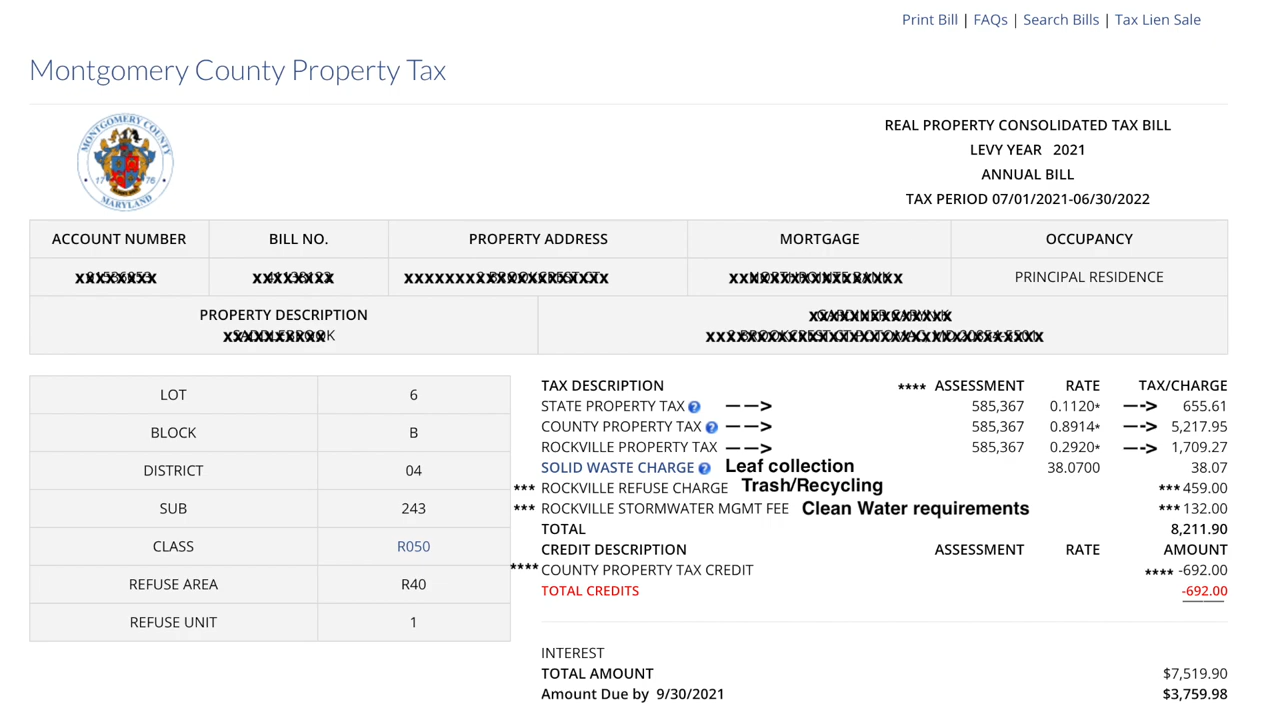 Print Bill | FAQs | Search Bills | Tax Lien Sale
Montgomery County Property Tax
MONTGOMERY COUNTY
17 76
MARYLAND
REAL PROPERTY CONSOLIDATED TAX BILL
LEVY YEAR 2021
ANNUAL BILL
TAX PERIOD 07/01/2021-06/30/2022
ACCOUNT NUMBER BILL NO. PROPERTY ADDRESS MORTGAGE OCCUPANCY
PRINCIPAL RESIDENCE
PROPERTY DESCRIPTION
LOT 6
BLOCK B
DISTRICT 04
SUB 243
CLASS R050
REFUSE AREA R40
REFUSE UNIT 1
TAX DESCRIPTION **** ASSESSMENT RATE TAX/CHARGE
STATE PROPERTY TAX ? ——> 585,367 0.1120* —-> 655.61
COUNTY PROPERTY TAX ? ——> 585,367 0.8914* —-> 5,217.95
ROCKVILLE PROPERTY TAX ——> 585,367 0.2920* —-> 1,709.27
SOLID WASTE CHARGE ? Leaf collection 38.0700 38.07
*** ROCKVILLE REFUSE CHARGE Trash/Recycling *** 459.00
*** ROCKVILLE STORMWATER MGMT FEE Clean Water requirements *** 132.00
TOTAL 8,211.90
CREDIT DESCRIPTION ASSESSMENT RATE AMOUNT
**** COUNTY PROPERTY TAX CREDIT **** -692.00
TOTAL CREDITS -692.00
INTEREST
TOTAL AMOUNT $7,519.90
Amount Due by 9/30/2021 $3,759.98